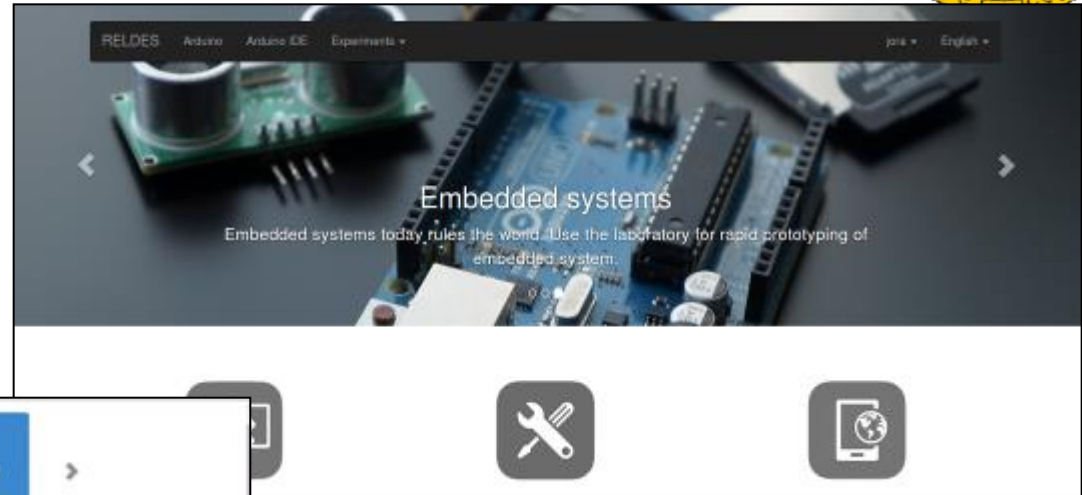 RELDES Arduino Arduino IDE Experiments jora English
Embedded systems
Embedded systems today rules the world. Use the laboratory for rapid prototyping of
embedded system.